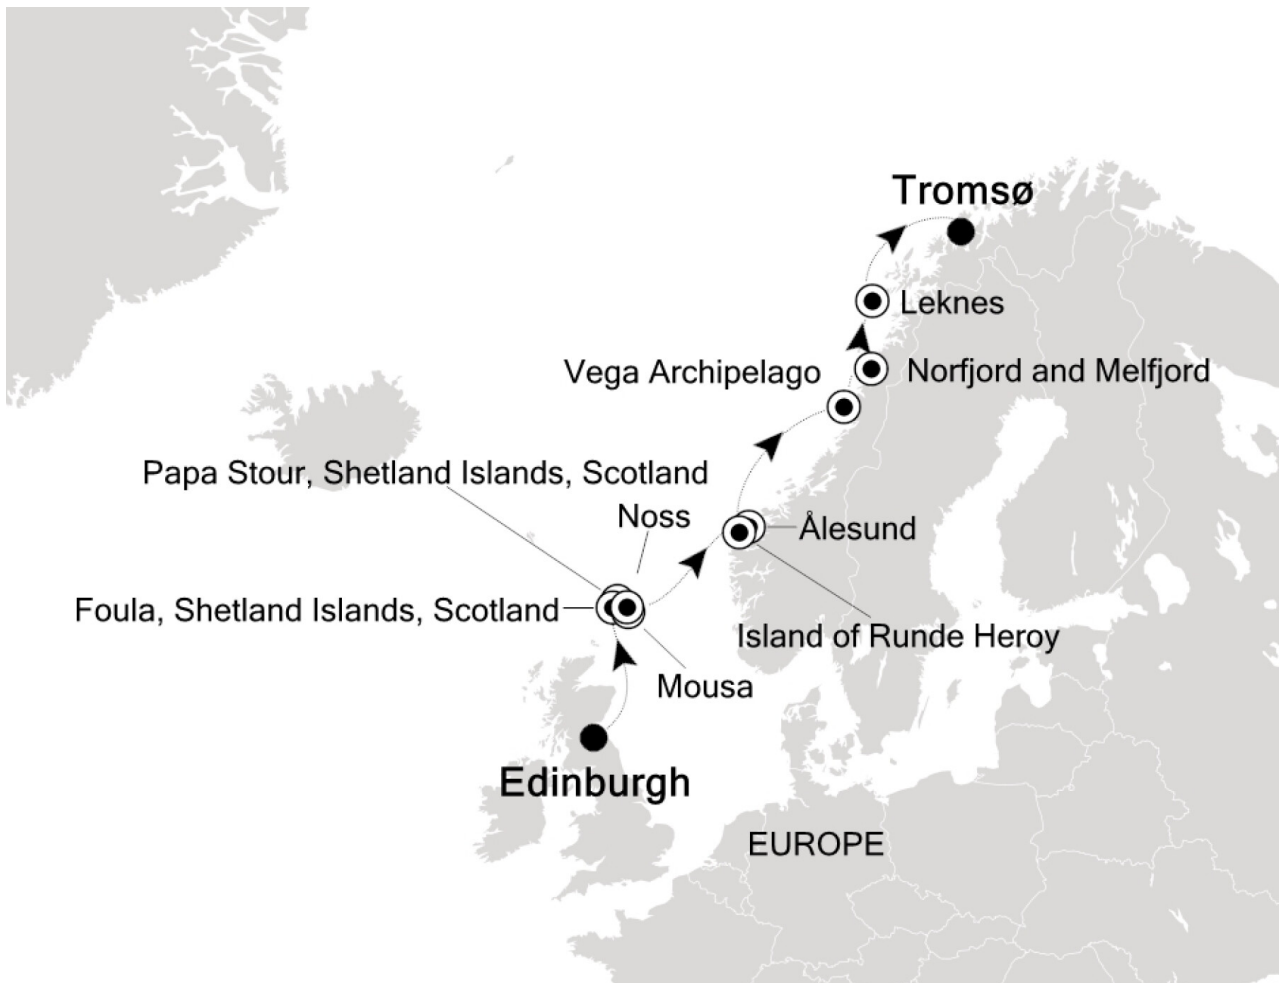 Tromsø
Leknes
Vega Archipelago
Norfjord and Melfjord
Papa Stour, Shetland Islands, Scotland
Noss
Ålesund
Foula, Shetland Islands, Scotland
Island of Runde Heroy
Mousa
Edinburgh
EUROPE